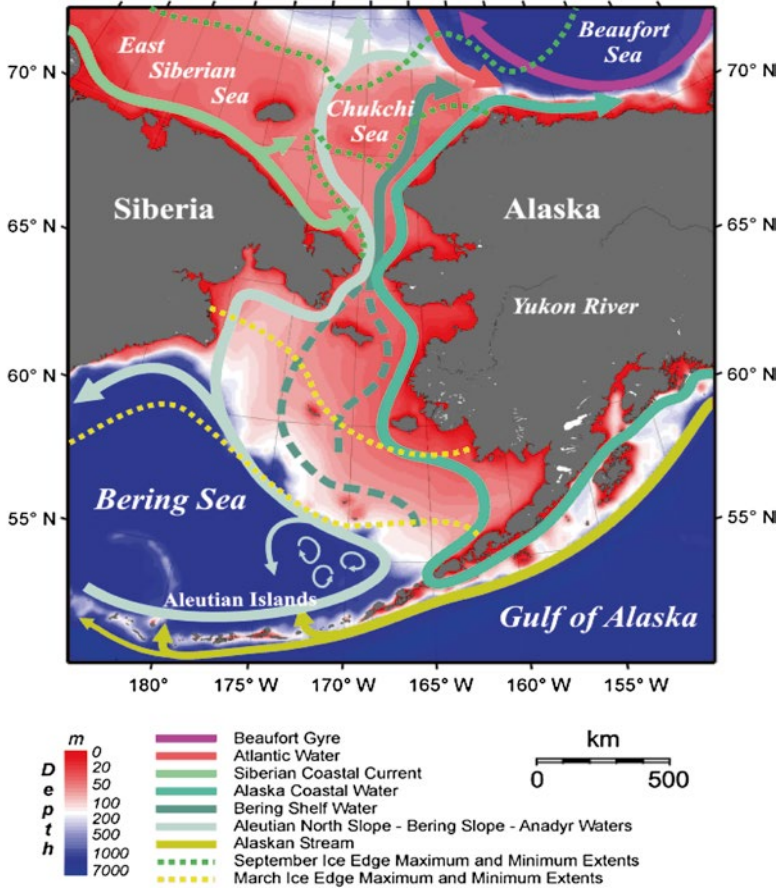 East
Siberian
Sea
Chukchi
Sea
Beaufort
Sea
70° N
70° N
Siberia
Alaska
65° N
65° N
Yukon River
60° N
60° N
Bering Sea
55° N
55° N
Aleutian Islands
Gulf of Alaska
180°
175° W
170° W
165° W
160° W
155° W
m
Depth
0
20
50
100
200
500
1000
7000
Beaufort Gyre
Atlantic Water
Siberian Coastal Current
Alaska Coastal Water
Bering Shelf Water
Aleutian North Slope - Bering Slope - Anadyr Waters
Alaskan Stream
September Ice Edge Maximum and Minimum Extents
March Ice Edge Maximum and Minimum Extents
km
0 500